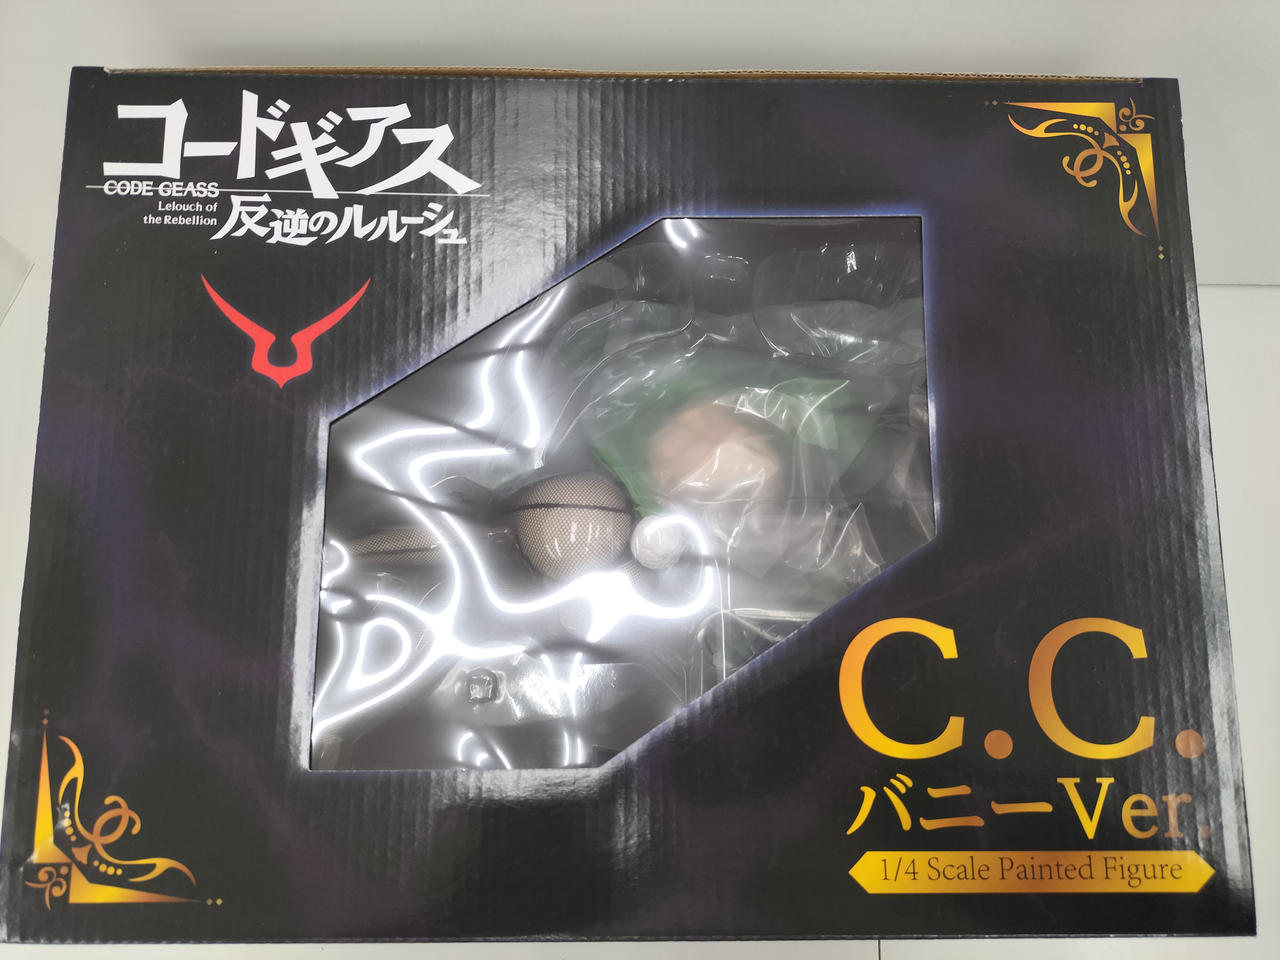 コードギアス
CODE GEASS
Lelouch of
the Rebellion
反逆のルルーシュ
C.C.
バニーVer.
1/4 Scale Painted Figure